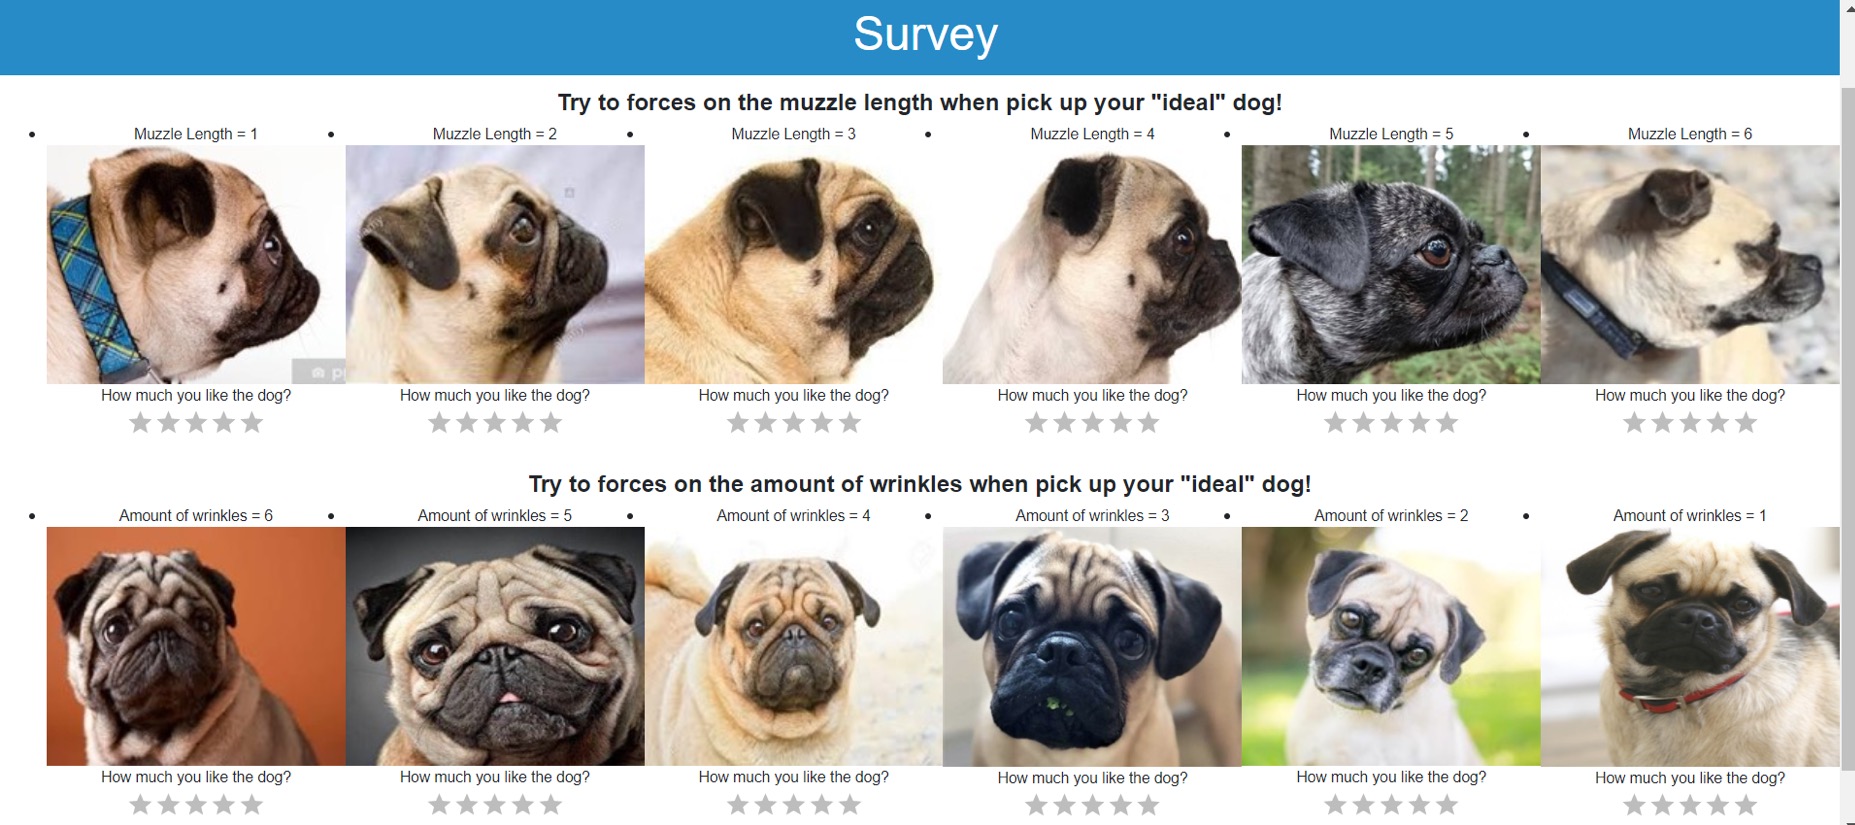 Survey
Try to forces on the muzzle length when pick up your "ideal" dog!
Muzzle Length = 1
Muzzle Length = 2
Muzzle Length = 3
Muzzle Length = 4
Muzzle Length = 5
Muzzle Length = 6
How much you like the dog?
How much you like the dog?
How much you like the dog?
How much you like the dog?
How much you like the dog?
How much you like the dog?
Try to forces on the amount of wrinkles when pick up your "ideal" dog!
Amount of wrinkles = 6
Amount of wrinkles = 5
Amount of wrinkles = 4
Amount of wrinkles = 3
Amount of wrinkles = 2
Amount of wrinkles = 1
How much you like the dog?
How much you like the dog?
How much you like the dog?
How much you like the dog?
How much you like the dog?
How much you like the dog?